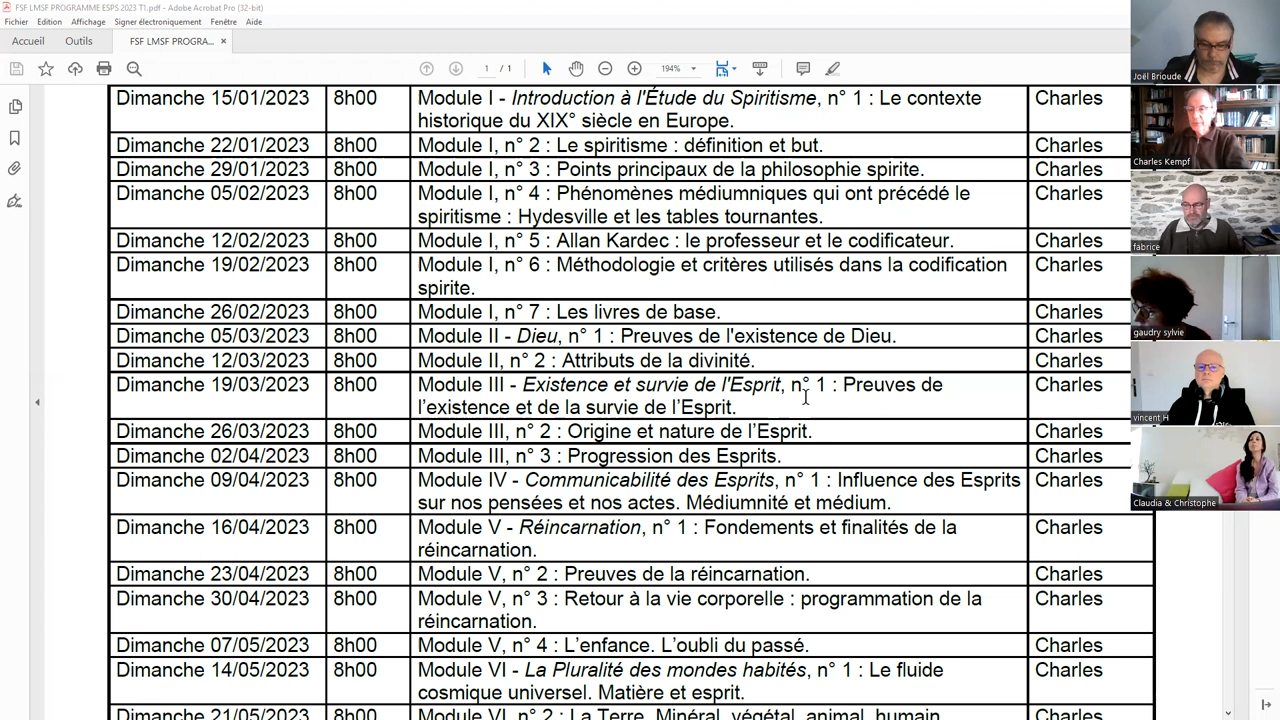 FSF LMSF PROGRAMME ESPS 2023 T1.pdf - Adobe Acrobat Pro (32-bit)
Fichier Edition Affichage Signer électroniquement Fenêtre Aide
Accueil Outils FSF LMSF PROGRA... ×
1 / 1 194%
Dimanche 15/01/2023 8h00 Module I - Introduction à l'Étude du Spiritisme, n° 1 : Le contexte Charles
historique du XIX° siècle en Europe.
Dimanche 22/01/2023 8h00 Module I, n° 2 : Le spiritisme : définition et but. Charles
Dimanche 29/01/2023 8h00 Module I, n° 3 : Points principaux de la philosophie spirite. Charles
Dimanche 05/02/2023 8h00 Module I, n° 4 : Phénomènes médiumniques qui ont précédé le Charles
spiritisme : Hydesville et les tables tournantes.
Dimanche 12/02/2023 8h00 Module I, n° 5 : Allan Kardec : le professeur et le codificateur. Charles
Dimanche 19/02/2023 8h00 Module I, n° 6 : Méthodologie et critères utilisés dans la codification Charles
spirite.
Dimanche 26/02/2023 8h00 Module I, n° 7 : Les livres de base. Charles
Dimanche 05/03/2023 8h00 Module II - Dieu, n° 1 : Preuves de l'existence de Dieu. Charles
Dimanche 12/03/2023 8h00 Module II, n° 2 : Attributs de la divinité. Charles
Dimanche 19/03/2023 8h00 Module III - Existence et survie de l'Esprit, n° 1 : Preuves de Charles
l’existence et de la survie de l’Esprit.
Dimanche 26/03/2023 8h00 Module III, n° 2 : Origine et nature de l’Esprit. Charles
Dimanche 02/04/2023 8h00 Module III, n° 3 : Progression des Esprits. Charles
Dimanche 09/04/2023 8h00 Module IV - Communicabilité des Esprits, n° 1 : Influence des Esprits Charles
sur nos pensées et nos actes. Médiumnité et médium.
Dimanche 16/04/2023 8h00 Module V - Réincarnation, n° 1 : Fondements et finalités de la Charles
réincarnation.
Dimanche 23/04/2023 8h00 Module V, n° 2 : Preuves de la réincarnation. Charles
Dimanche 30/04/2023 8h00 Module V, n° 3 : Retour à la vie corporelle : programmation de la Charles
réincarnation.
Dimanche 07/05/2023 8h00 Module V, n° 4 : L’enfance. L’oubli du passé. Charles
Dimanche 14/05/2023 8h00 Module VI - La Pluralité des mondes habités, n° 1 : Le fluide Charles
cosmique universel. Matière et esprit.
Dimanche 21/05/2023 8h00 Module VI, n° 2 : La Terre. Minéral, végétal, animal, humain. Charles
Joël Brioude
Charles Kempf
fabrice
gaudry sylvie
vincent H
Claudia & Christophe